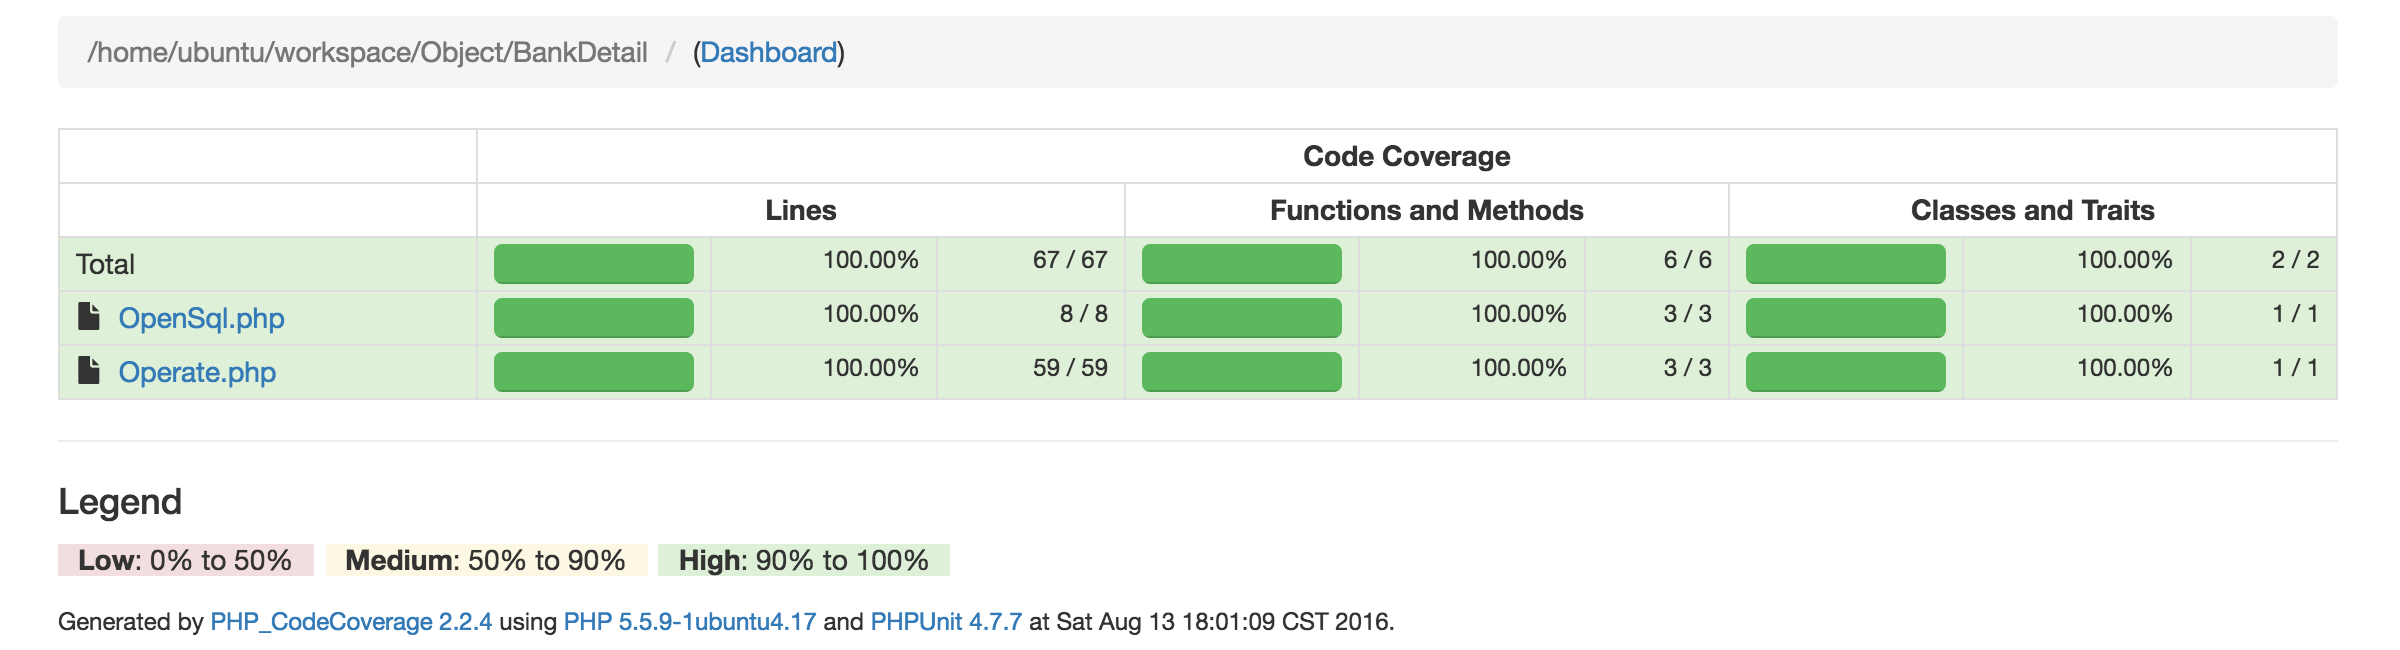 /home/ubuntu/workspace/Object/BankDetail / (Dashboard)
Code Coverage
Lines Functions and Methods Classes and Traits
Total 100.00% 67 / 67 100.00% 6 / 6 100.00% 2 / 2
OpenSql.php 100.00% 8 / 8 100.00% 3 / 3 100.00% 1 / 1
Operate.php 100.00% 59 / 59 100.00% 3 / 3 100.00% 1 / 1
Legend
Low: 0% to 50% Medium: 50% to 90% High: 90% to 100%
Generated by PHP_CodeCoverage 2.2.4 using PHP 5.5.9-1ubuntu4.17 and PHPUnit 4.7.7 at Sat Aug 13 18:01:09 CST 2016.